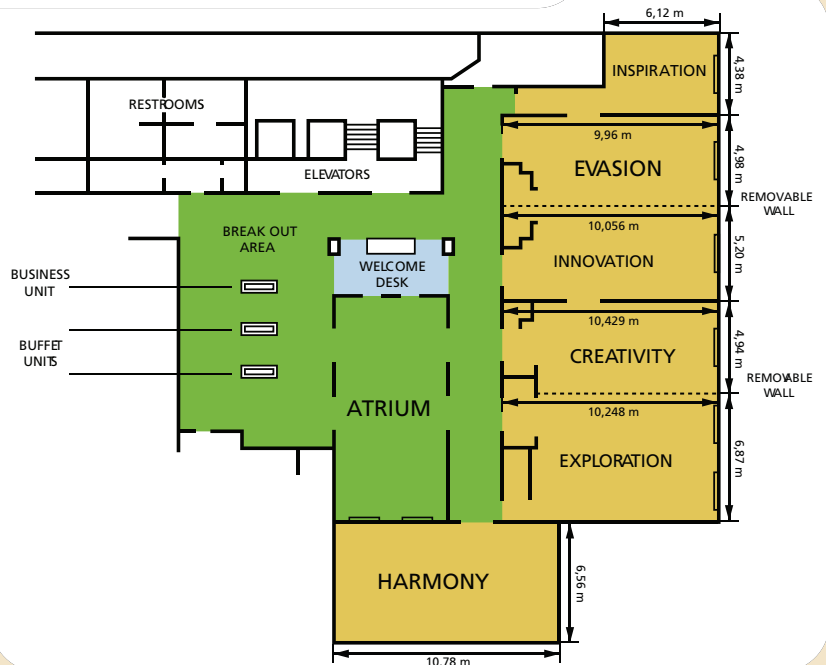 6,12 m
INSPIRATION
4,38 m
RESTROOMS
9,96 m
EVASION
4,98 m
ELEVATORS
REMOVABLE
WALL
10,056 m
BREAK OUT
AREA
INNOVATION
5,20 m
WELCOME
DESK
BUSINESS
UNIT
10,429 m
CREATIVITY
4,94 m
BUFFET
UNITS
REMOVABLE
WALL
ATRIUM
10,248 m
EXPLORATION
6,87 m
HARMONY
6,56 m
10,78 m